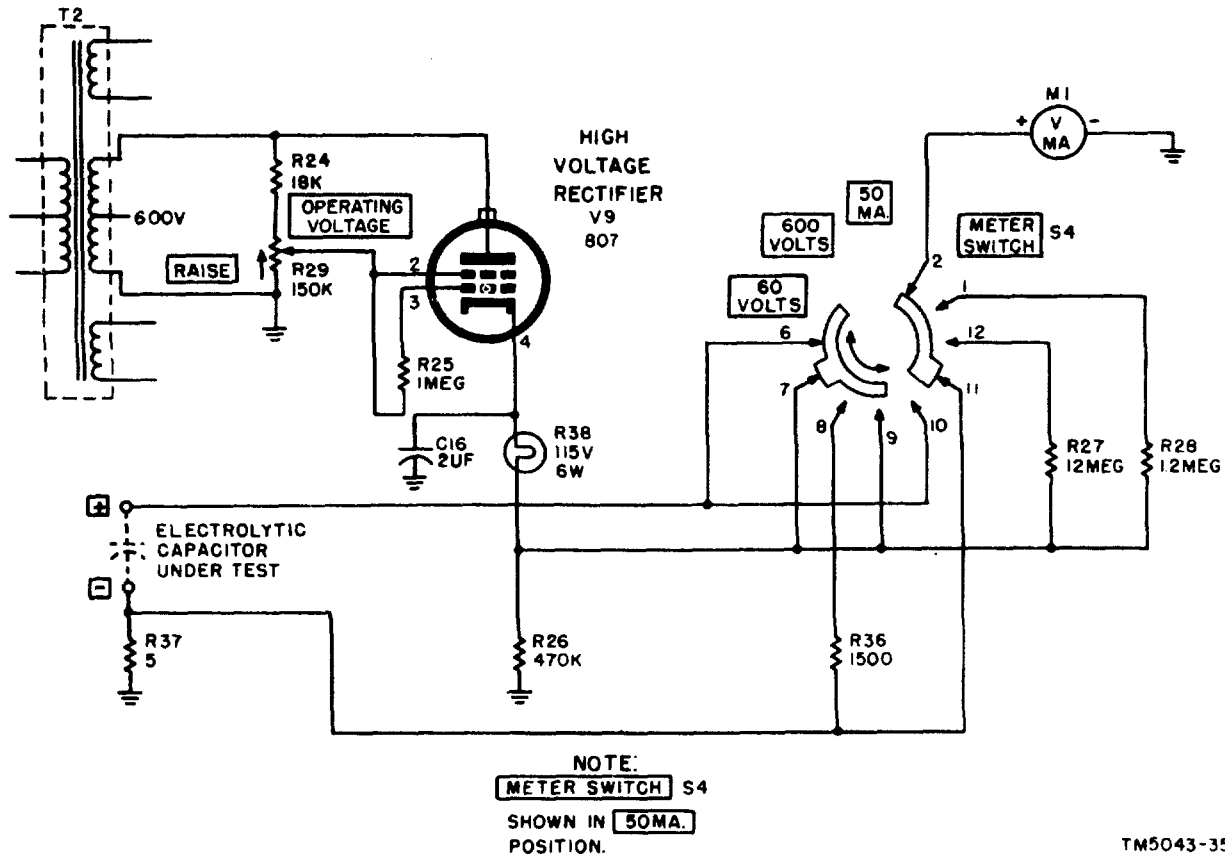 T2
600V
R24
18K
OPERATING
VOLTAGE
RAISE
R29
150K
HIGH
VOLTAGE
RECTIFIER
V9
807
2
3
4
R25
1MEG
C16
2UF
R38
115V
6W
+
ELECTROLYTIC
CAPACITOR
UNDER TEST
-
R37
5
R26
470K
R36
1500
M1
+
V
MA
-
50
MA.
600
VOLTS
60
VOLTS
METER
SWITCH
S4
2
1
12
11
10
9
8
7
6
R27
12MEG
R28
1.2MEG
NOTE:
METER SWITCH S4
SHOWN IN 50MA.
POSITION.
TM5043-35